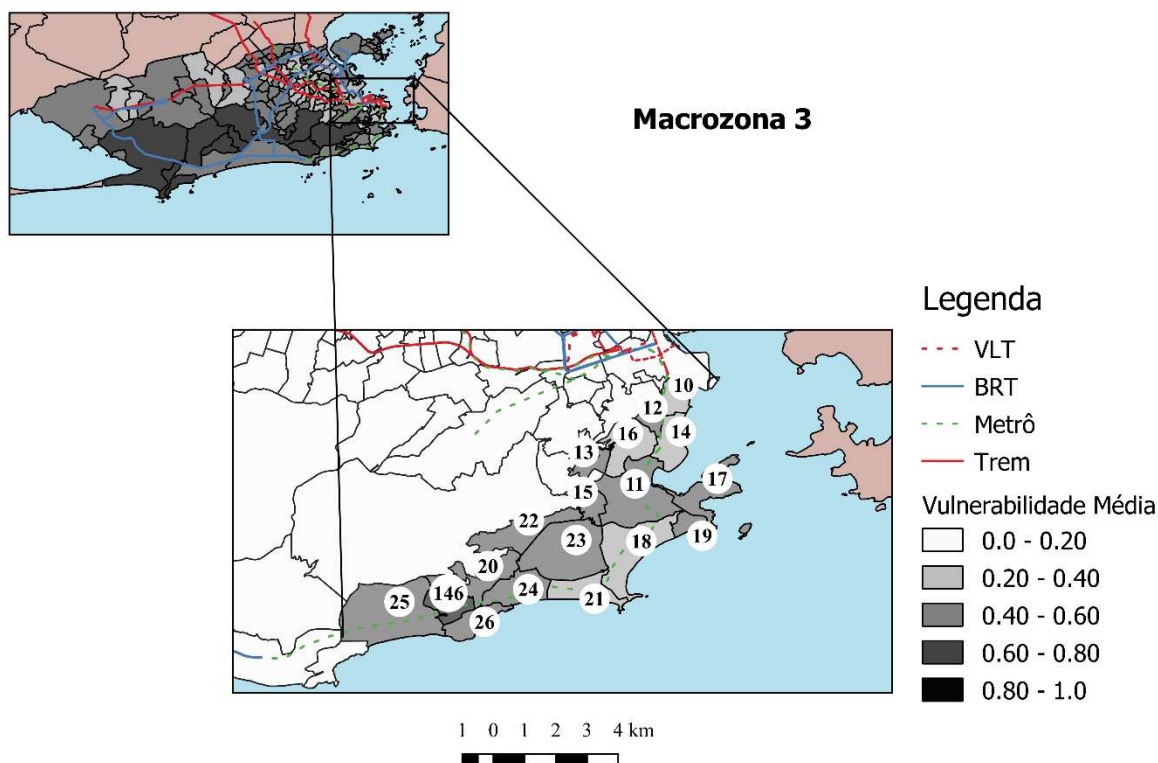 Macrozona 3
Legenda
VLT
BRT
Metrô
Trem
Vulnerabilidade Média
0.0 - 0.20
0.20 - 0.40
0.40 - 0.60
0.60 - 0.80
0.80 - 1.0
10
12
14
16
13
11
17
15
22
19
18
23
20
146
24
21
25
26
1 0 1 2 3 4 km